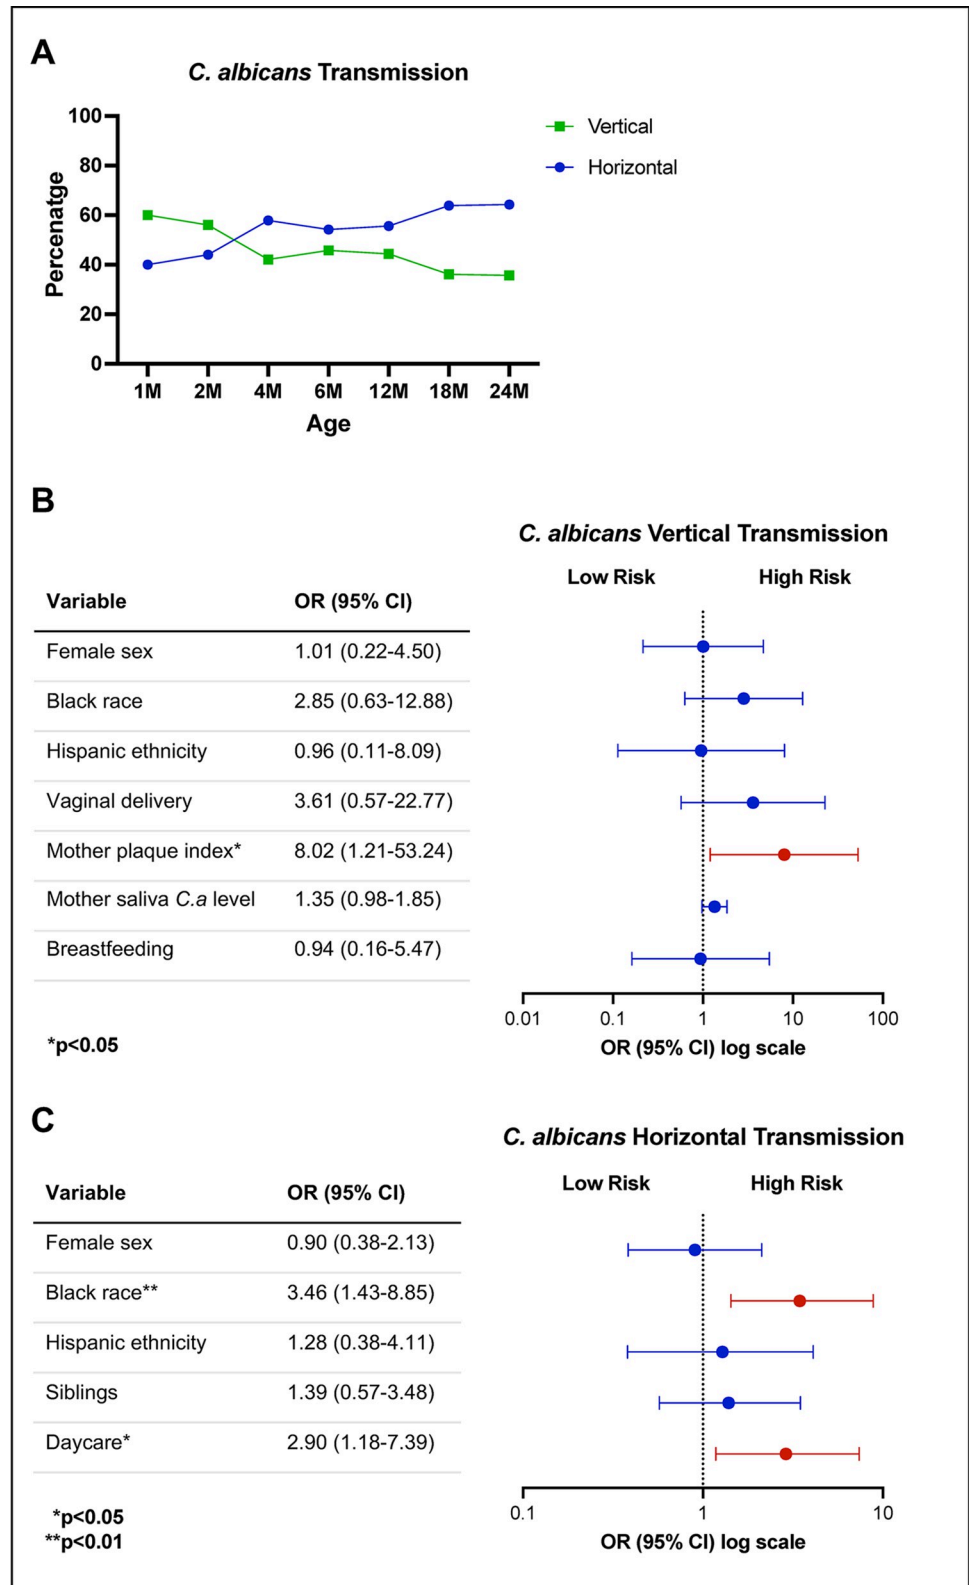 A
C. albicans Transmission
100
80
60
40
20
0
Percenatge
1M 2M 4M 6M 12M 18M 24M
Age
Vertical
Horizontal
B
C. albicans Vertical Transmission
Low Risk High Risk
Variable OR (95% CI)
Female sex 1.01 (0.22-4.50)
Black race 2.85 (0.63-12.88)
Hispanic ethnicity 0.96 (0.11-8.09)
Vaginal delivery 3.61 (0.57-22.77)
Mother plaque index* 8.02 (1.21-53.24)
Mother saliva C.a level 1.35 (0.98-1.85)
Breastfeeding 0.94 (0.16-5.47)
*p<0.05
0.01 0.1 1 10 100
OR (95% CI) log scale
C
C. albicans Horizontal Transmission
Low Risk High Risk
Variable OR (95% CI)
Female sex 0.90 (0.38-2.13)
Black race** 3.46 (1.43-8.85)
Hispanic ethnicity 1.28 (0.38-4.11)
Siblings 1.39 (0.57-3.48)
Daycare* 2.90 (1.18-7.39)
*p<0.05
**p<0.01
0.1 1 10
OR (95% CI) log scale